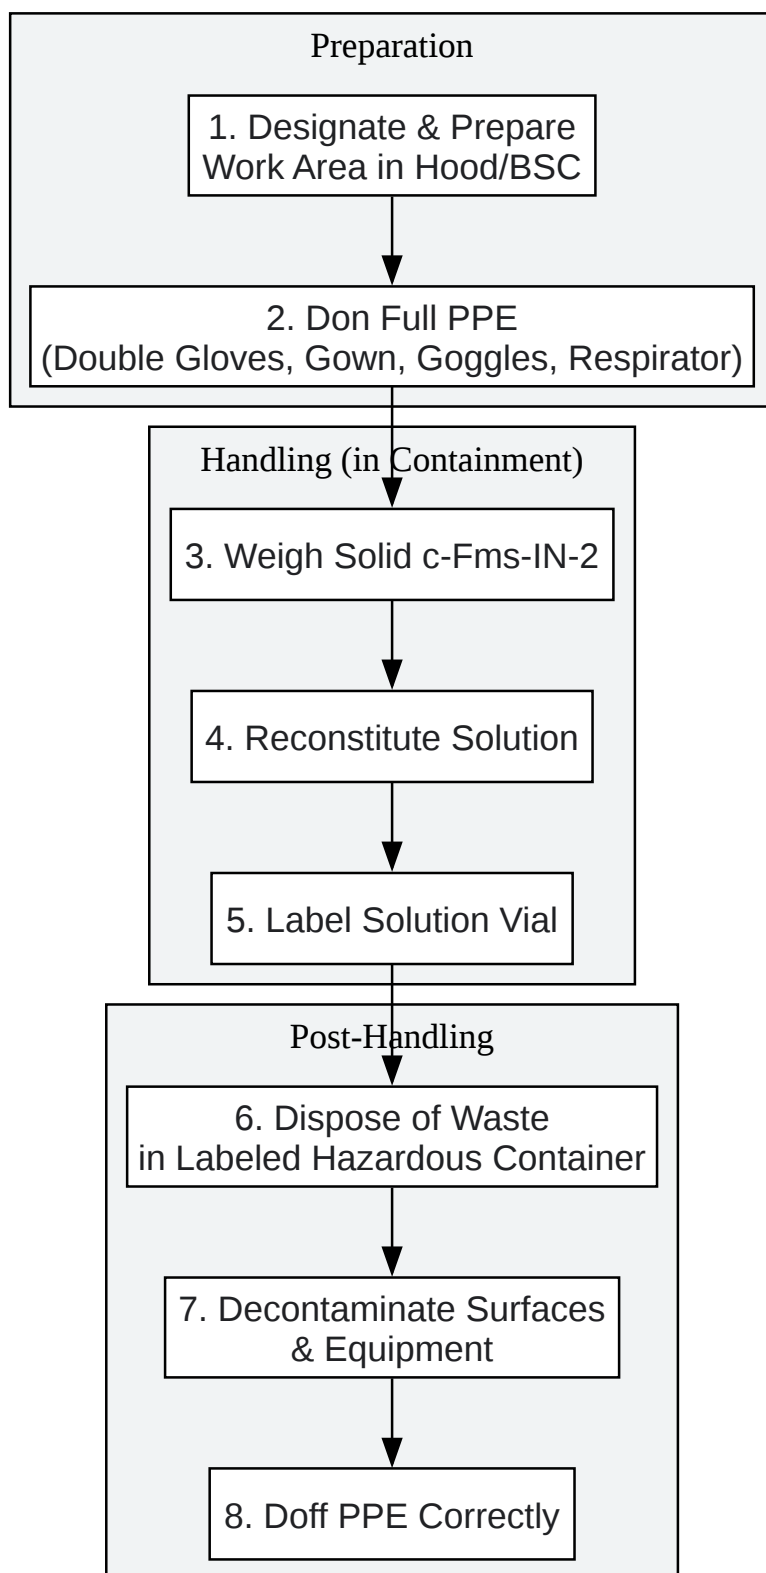 Preparation
1. Designate & Prepare
Work Area in Hood/BSC
2. Don Full PPE
(Double Gloves, Gown, Goggles, Respirator)
Handling (in Containment)
3. Weigh Solid c-Fms-IN-2
4. Reconstitute Solution
5. Label Solution Vial
Post-Handling
6. Dispose of Waste
in Labeled Hazardous Container
7. Decontaminate Surfaces
& Equipment
8. Doff PPE Correctly